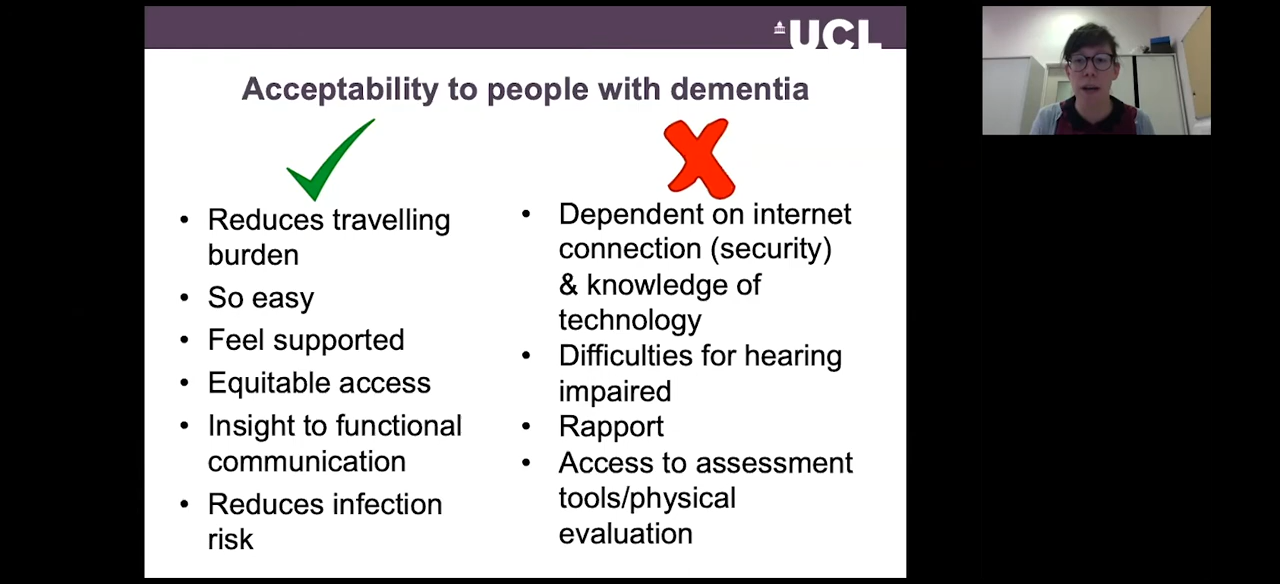 UCL
Acceptability to people with dementia
• Reduces travelling
burden
• So easy
• Feel supported
• Equitable access
• Insight to functional
communication
• Reduces infection
risk
• Dependent on internet
connection (security)
& knowledge of
technology
• Difficulties for hearing
impaired
• Rapport
• Access to assessment
tools/physical
evaluation